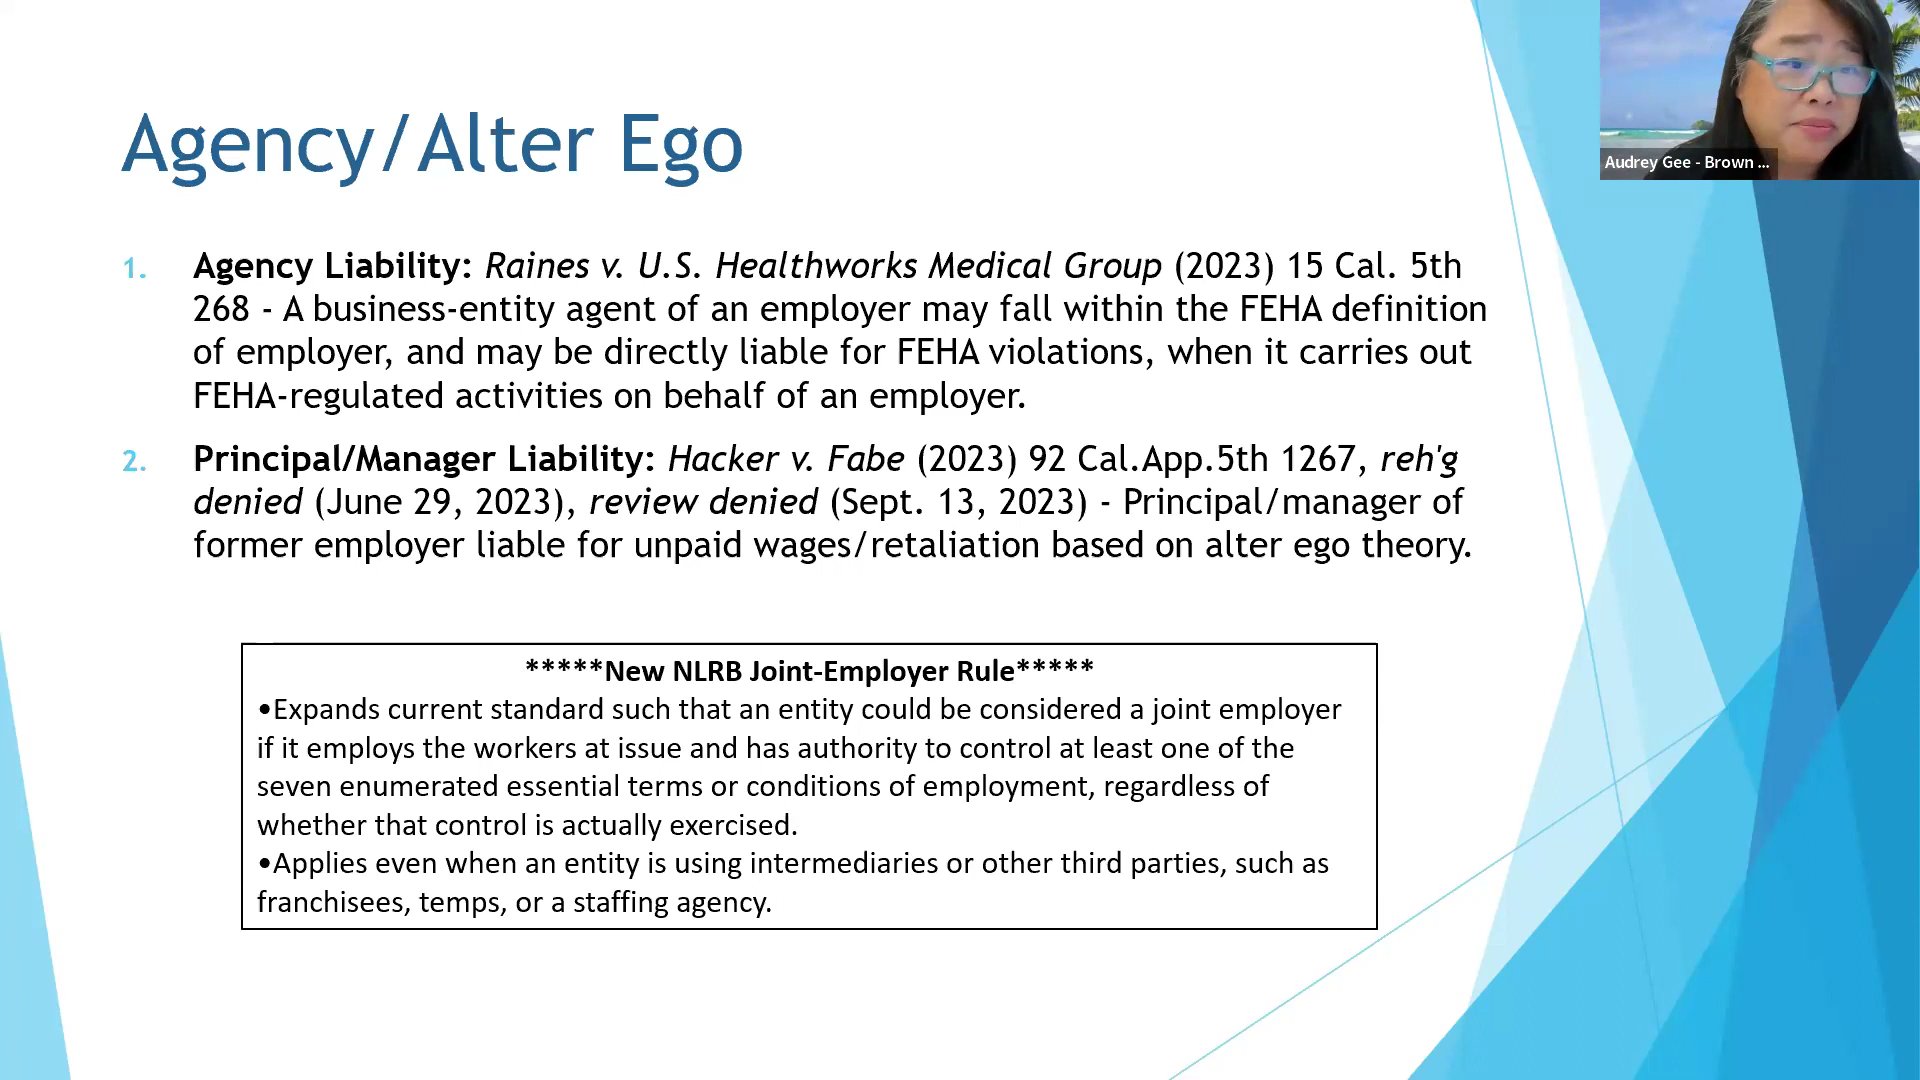 Agency/Alter Ego
Audrey Gee - Brown ...
1. Agency Liability: Raines v. U.S. Healthworks Medical Group (2023) 15 Cal. 5th
268 - A business-entity agent of an employer may fall within the FEHA definition
of employer, and may be directly liable for FEHA violations, when it carries out
FEHA-regulated activities on behalf of an employer.
2. Principal/Manager Liability: Hacker v. Fabe (2023) 92 Cal.App.5th 1267, reh'g
denied (June 29, 2023), review denied (Sept. 13, 2023) - Principal/manager of
former employer liable for unpaid wages/retaliation based on alter ego theory.
*****New NLRB Joint-Employer Rule*****
•Expands current standard such that an entity could be considered a joint employer
if it employs the workers at issue and has authority to control at least one of the
seven enumerated essential terms or conditions of employment, regardless of
whether that control is actually exercised.
•Applies even when an entity is using intermediaries or other third parties, such as
franchisees, temps, or a staffing agency.